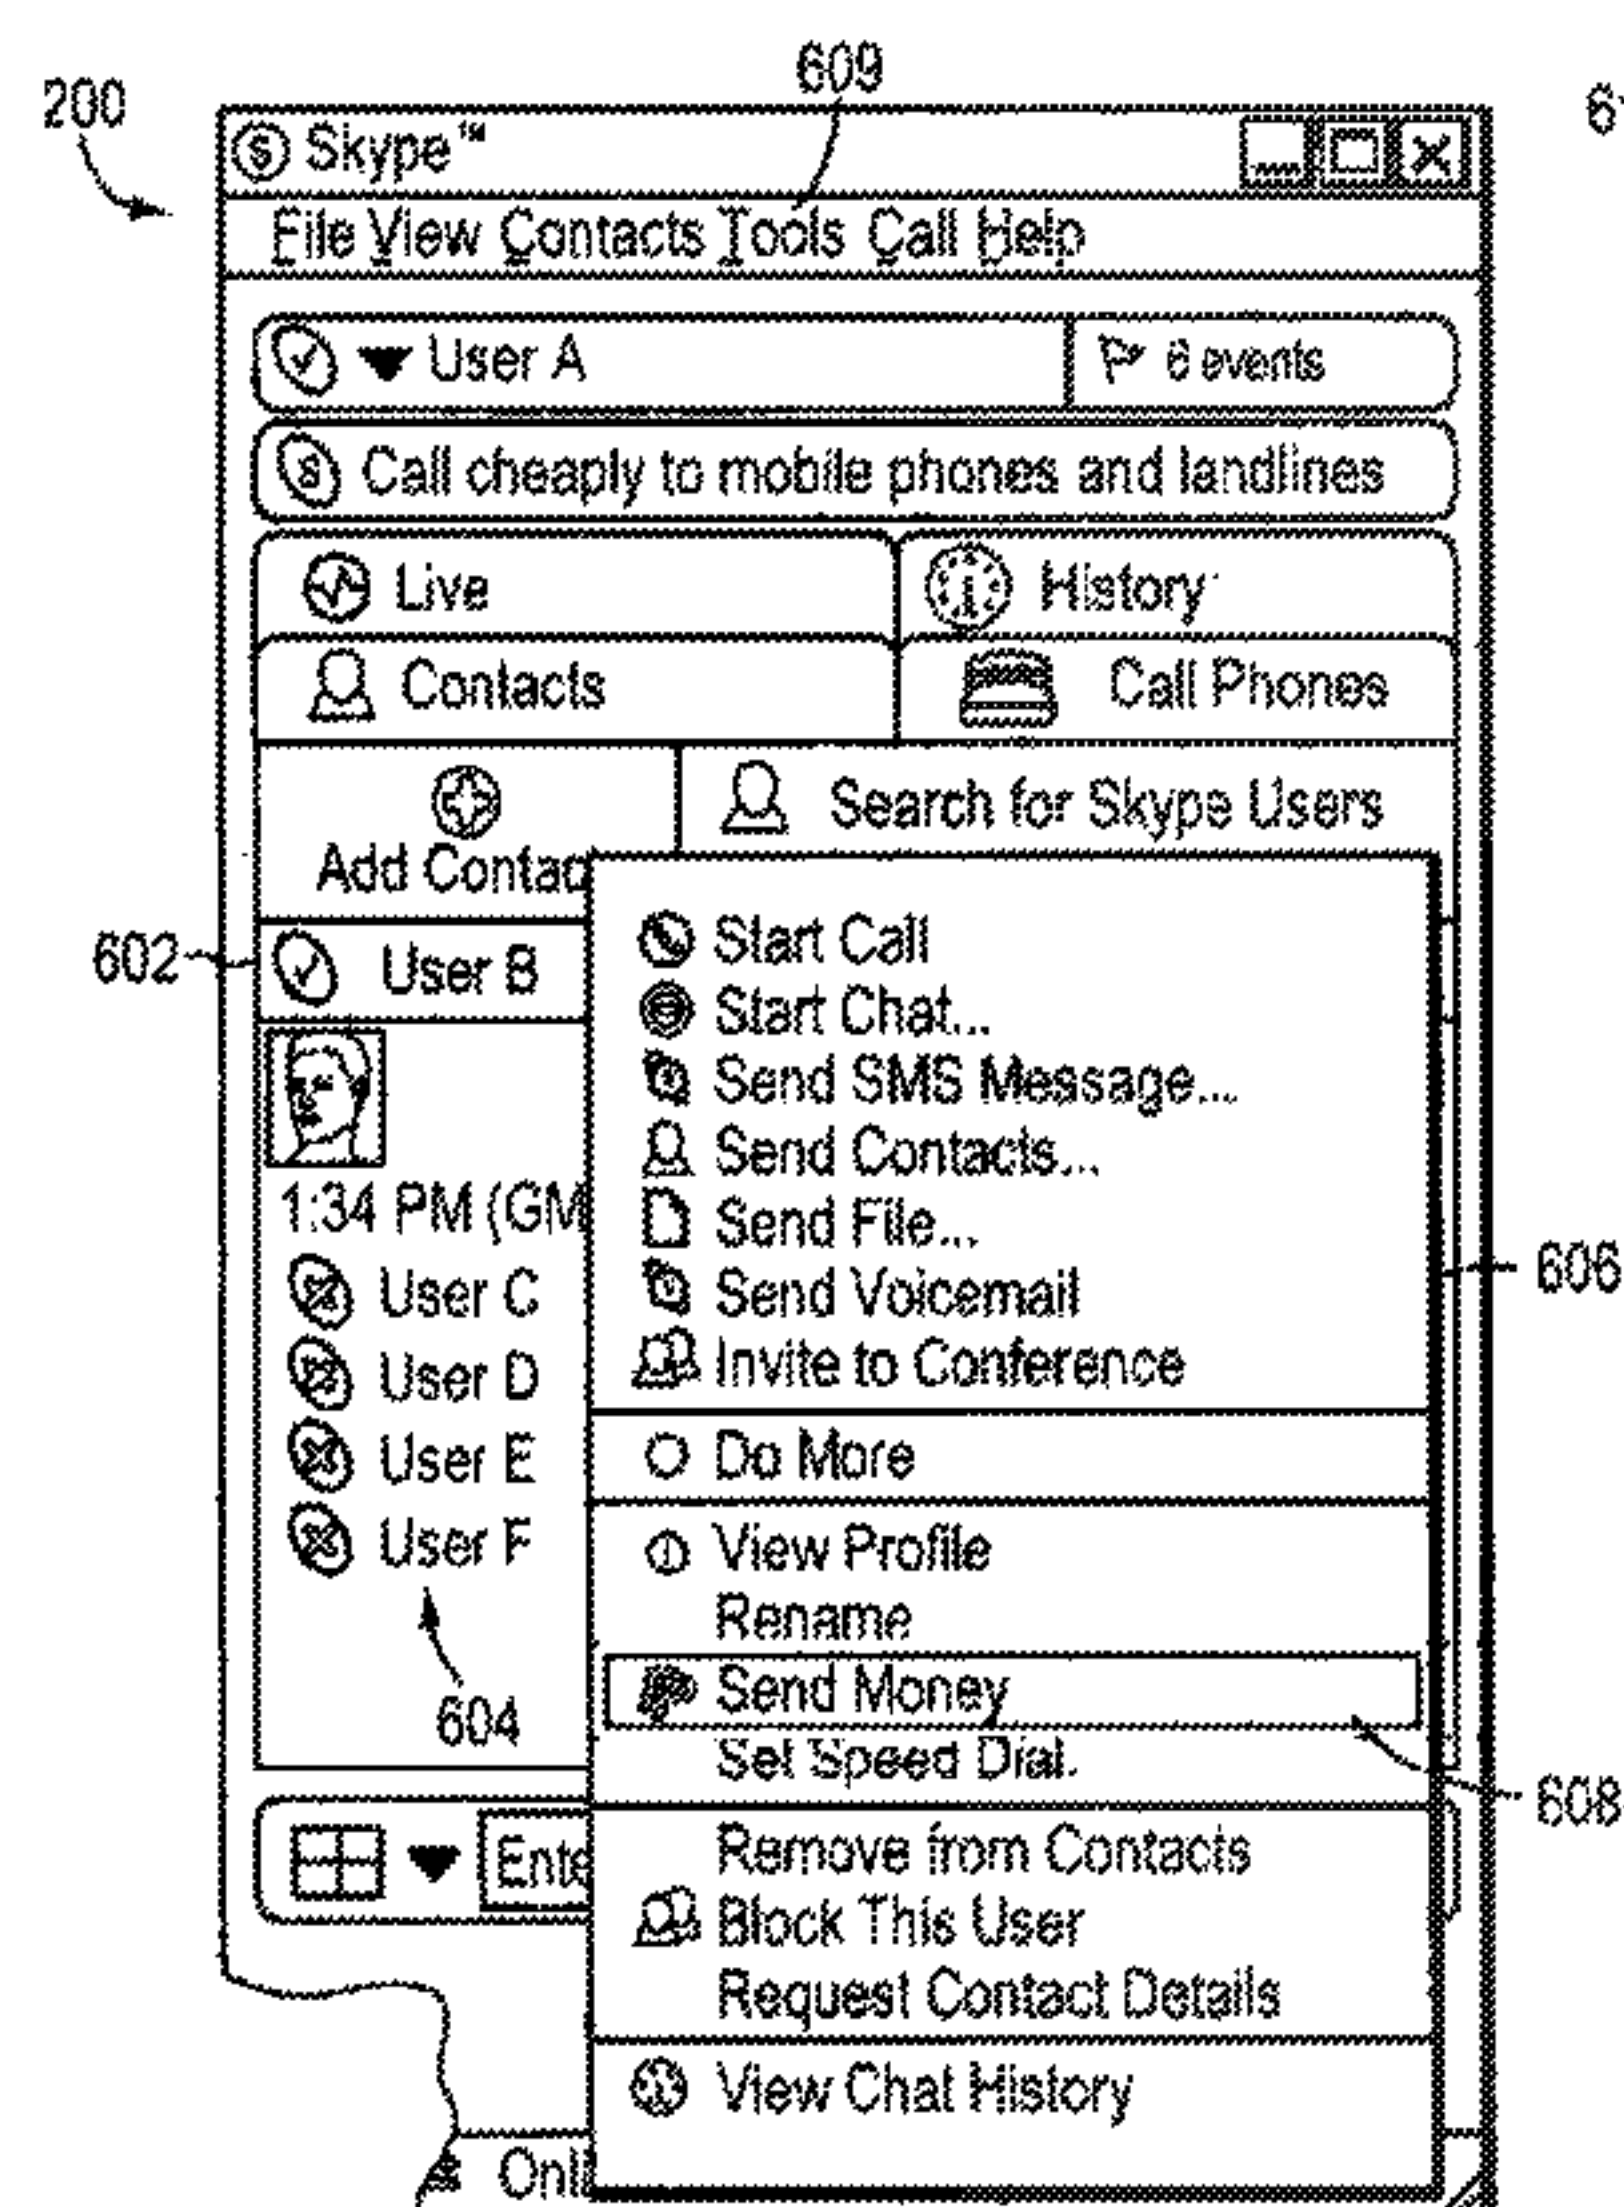 609
200
Skype™
File View Contacts Tools Call Help
User A
6 events
Call cheaply to mobile phones and landlines
Live
History
Contacts
Call Phones
Add Contac
Search for Skype Users
602
User B
Start Call
Start Chat...
Send SMS Message...
Send Contacts...
Send File...
Send Voicemail
Invite to Conference
606
1:34 PM (GM
User C
User D
User E
User F
604
Do More
View Profile
Rename
Send Money
Set Speed Dial.
608
Ente
Remove from Contacts
Block This User
Request Contact Details
View Chat History
Onli